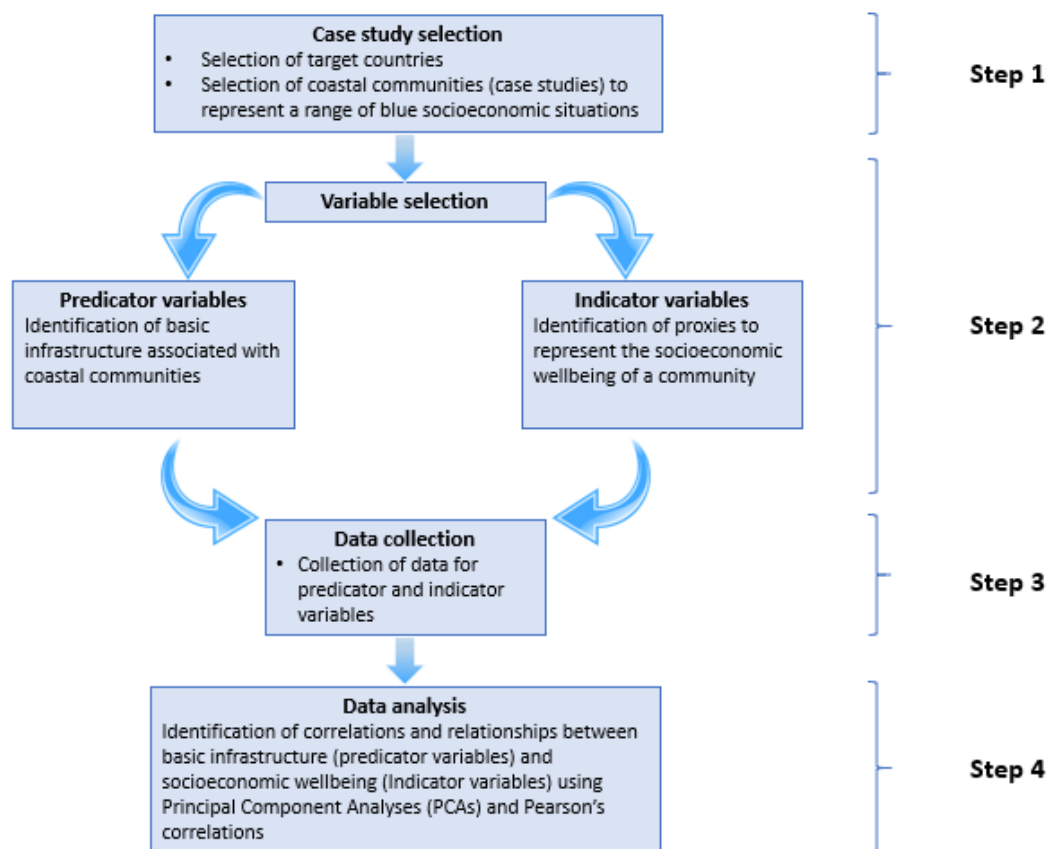 Case study selection
• Selection of target countries
• Selection of coastal communities (case studies) to
represent a range of blue socioeconomic situations
Step 1
Variable selection
Predicator variables
Identification of basic
infrastructure associated with
coastal communities
Indicator variables
Identification of proxies to
represent the socioeconomic
wellbeing of a community
Step 2
Data collection
• Collection of data for
predicator and indicator
variables
Step 3
Data analysis
Identification of correlations and relationships between
basic infrastructure (predicator variables) and
socioeconomic wellbeing (Indicator variables) using
Principal Component Analyses (PCAs) and Pearson's
correlations
Step 4